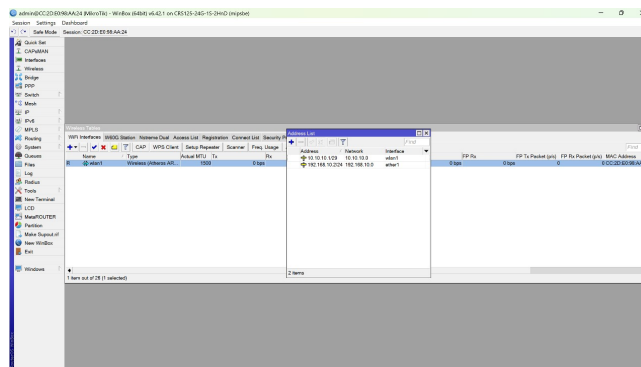 admin@CC:2D:E0:98:AA:24 (MikroTik) - WinBox (64bit) v6.42.1 on CRS125-24G-1S-2HnD (mipsbe)
Session Settings Dashboard
Safe Mode Session: CC:2D:E0:98:AA:24
Quick Set
CAPsMAN
Interfaces
Wireless
Bridge
PPP
Switch
Mesh
IP
IPv6
MPLS
Routing
System
Queues
Files
Log
Radius
Tools
New Terminal
LCD
MetaROUTER
Partition
Make Supout.rif
New WinBox
Exit
Windows
Wireless Tables
WiFi Interfaces W60G Station Nstreme Dual Access List Registration Connect List Security
CAP WPS Client Setup Repeater Scanner Freq. Usage
Find
Name Type Actual MTU Tx Rx FP Rx FP Tx Packet (p/s) FP Rx Packet (p/s) MAC Address
R wlan1 Wireless (Atheros AR... 1500 0 bps 0 bps 0 bps 0 0 CC:2D:E0:98:AA
1 item out of 26 (1 selected)
Address List
Find
Address Network Interface
10.10.10.1/29 10.10.10.0 wlan1
192.168.10.2/24 192.168.10.0 ether1
2 items